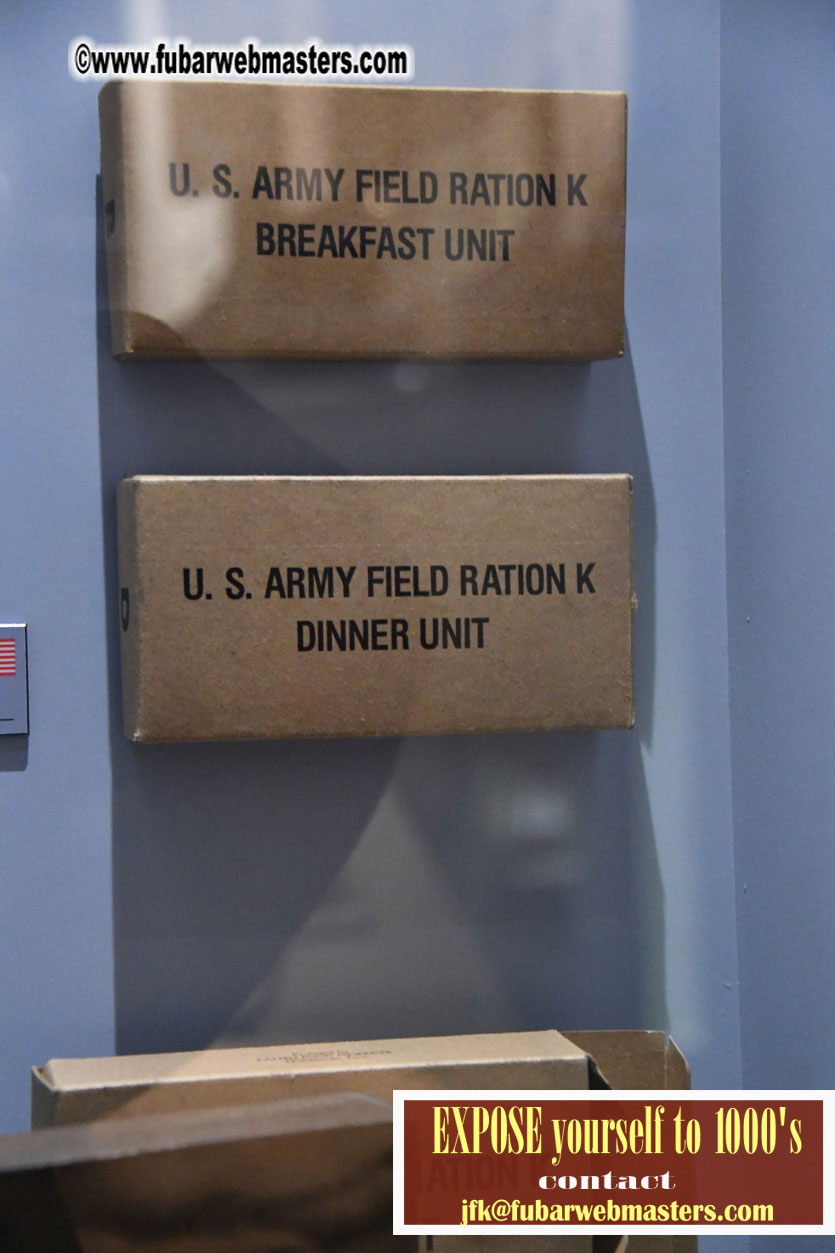 ©www.fubarwebmasters.com
U. S. ARMY FIELD RATION K
BREAKFAST UNIT
D
U. S. ARMY FIELD RATION K
DINNER UNIT
RATION
EXPOSE yourself to 1000's
contact
jfk@fubarwebmasters.com